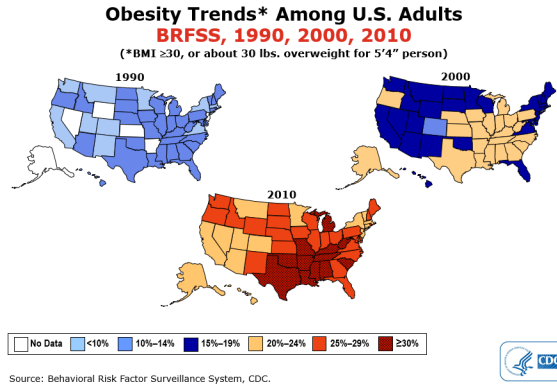 Obesity Trends* Among U.S. Adults
BRFSS, 1990, 2000, 2010
(*BMI ≥30, or about 30 lbs. overweight for 5’4” person)
1990
2000
2010
No Data <10% 10%–14% 15%–19% 20%–24% 25%–29% ≥30%
CDC
Source: Behavioral Risk Factor Surveillance System, CDC.